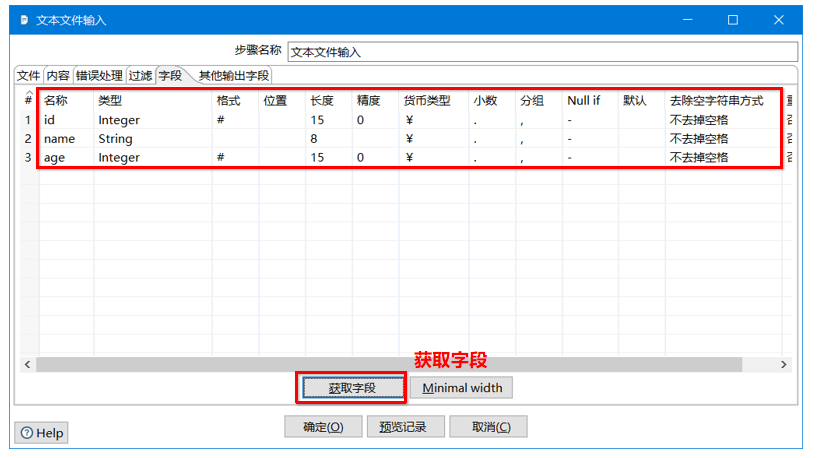 文本文件输入
步骤名称 文本文件输入
文件 内容 错误处理 过滤 字段 其他输出字段
# 名称 类型 格式 位置 长度 精度 货币类型 小数 分组 Null if 默认 去除空字符串方式
1 id Integer # 15 0 ¥ . , - 不去掉空格
2 name String 8 ¥ . , - 不去掉空格
3 age Integer # 15 0 ¥ . , - 不去掉空格
获取字段
获取字段 Minimal width
Help 确定(O) 预览记录 取消(C)